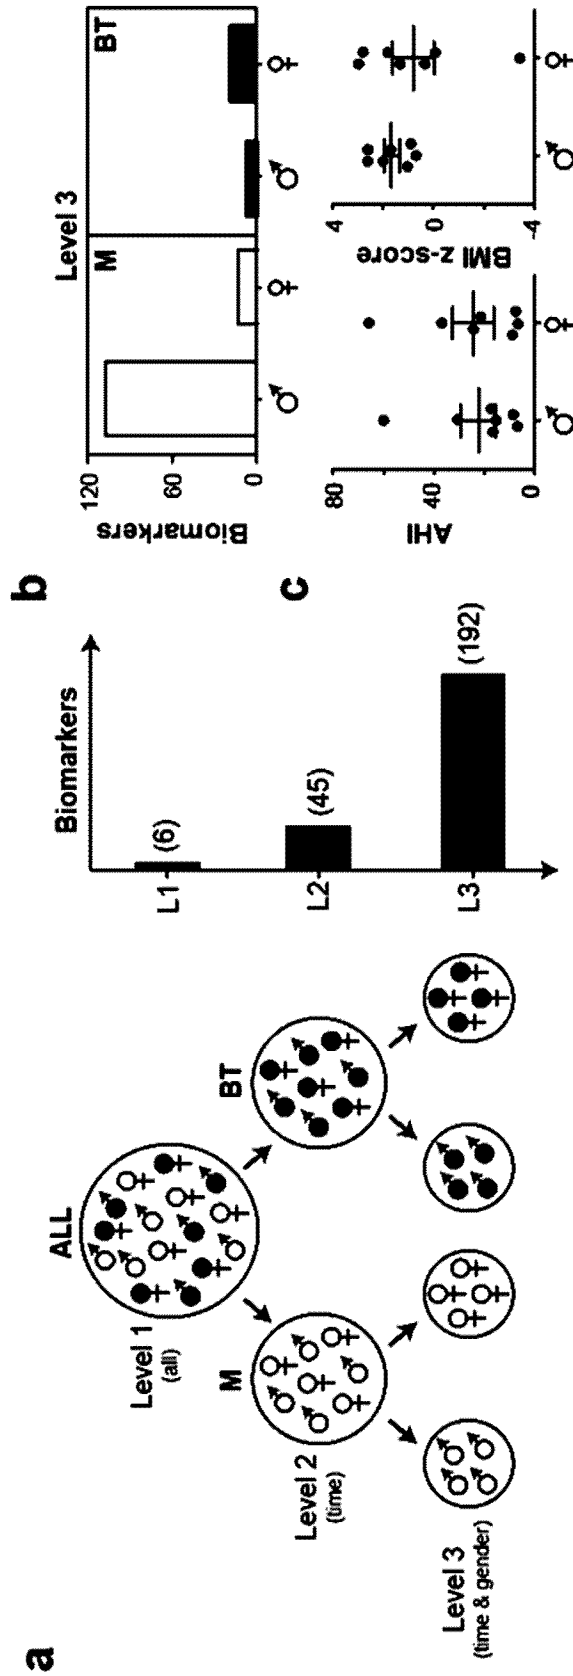 a
ALL
Level 1
(all)
M
BT
Level 2
(time)
Level 3
(time & gender)
Biomarkers
L1
(6)
L2
(45)
L3
(192)
b
Level 3
M
BT
Biomarkers
120
60
0
♂
♀
♂
♀
c
AHI
80
40
0
♂
♀
BMI z-score
4
0
-4
♂
♀